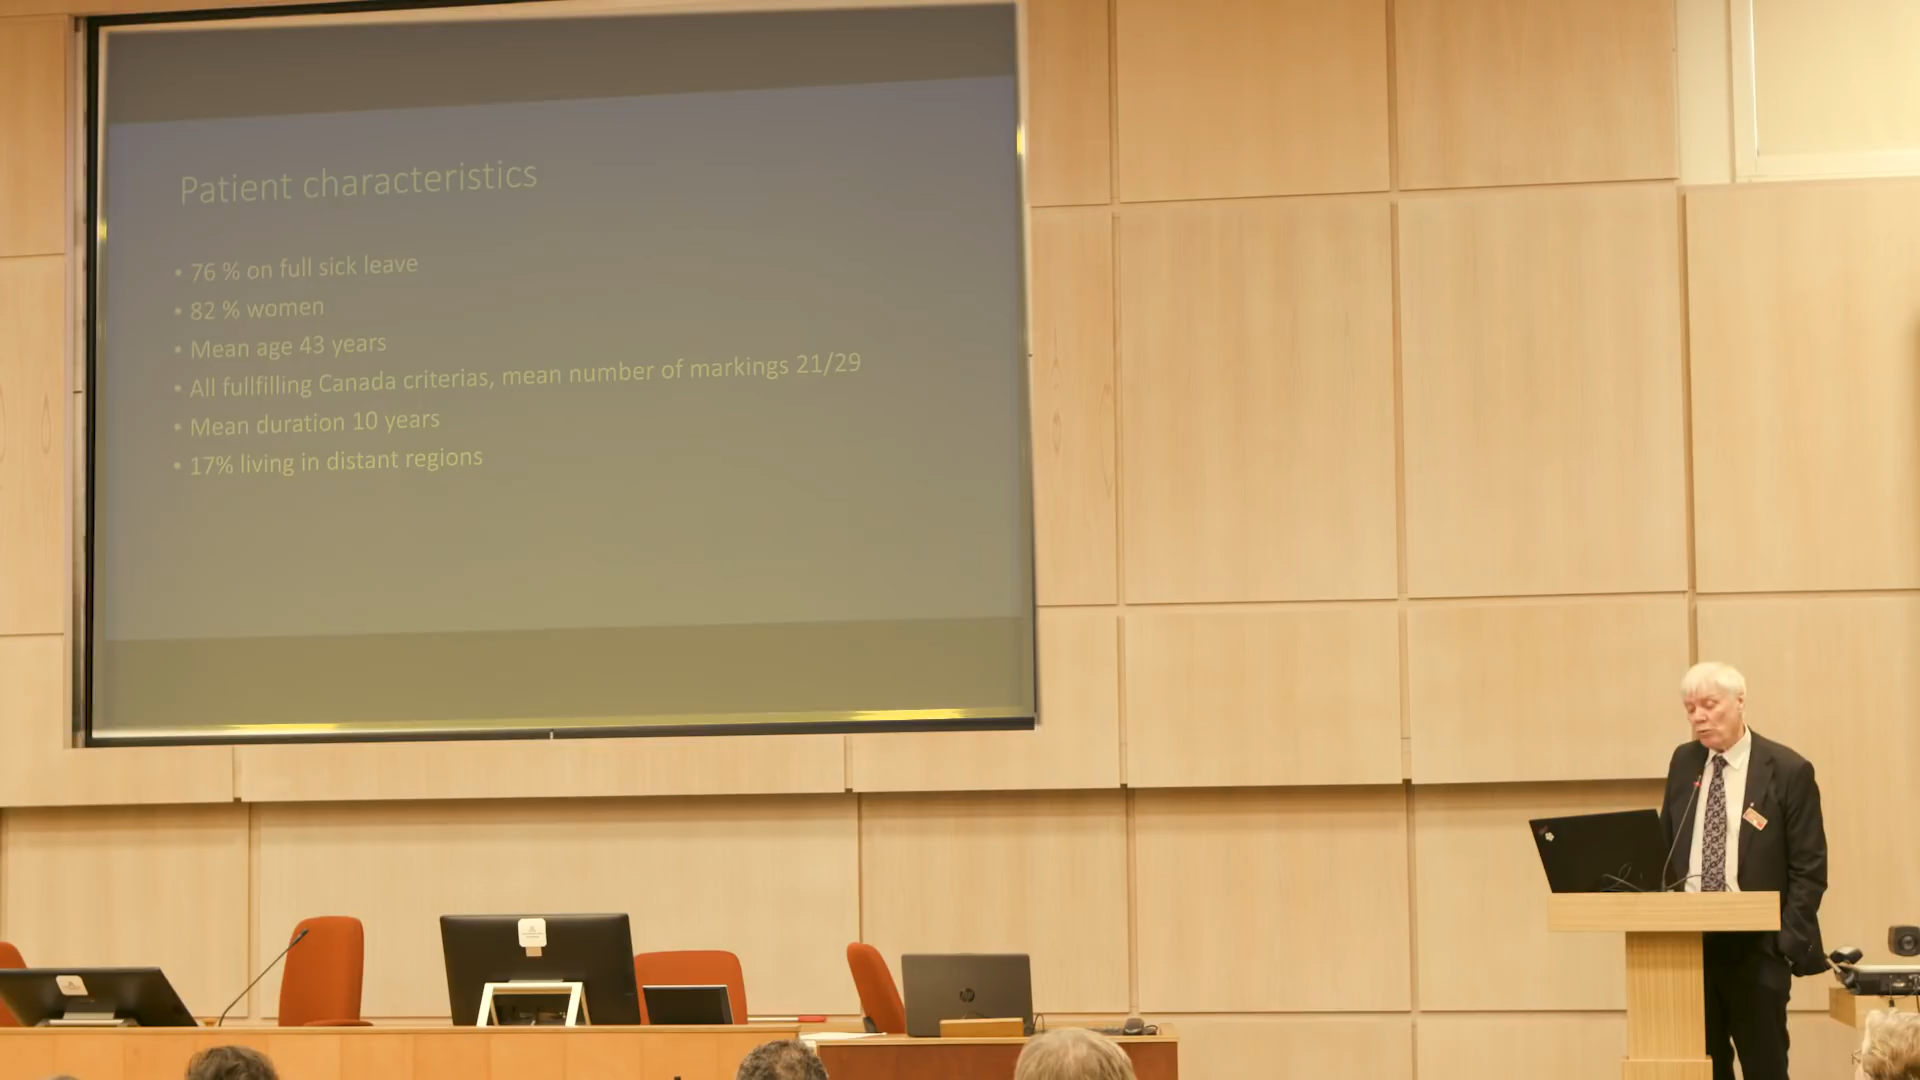 Patient characteristics
• 76 % on full sick leave
• 82 % women
• Mean age 43 years
• All fullfilling Canada criterias, mean number of markings 21/29
• Mean duration 10 years
• 17% living in distant regions
hp